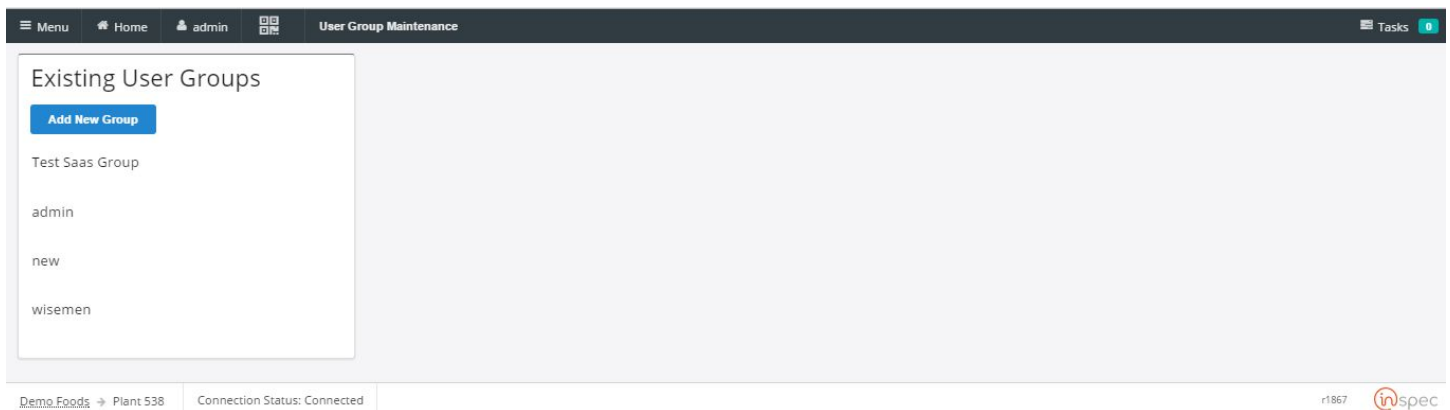 Menu Home admin User Group Maintenance Tasks 0
Existing User Groups
Add New Group
Test Saas Group
admin
new
wisemen
Demo Foods → Plant 538 Connection Status: Connected r1867 inspec